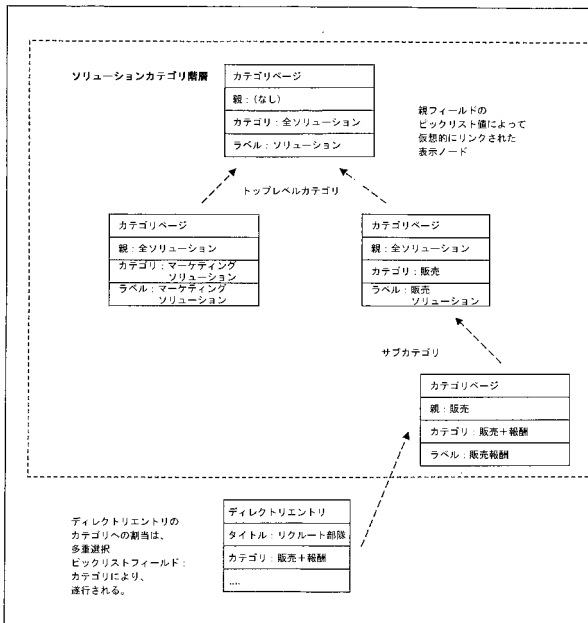 ソリューションカテゴリ階層
カテゴリページ
親：(なし)
カテゴリ：全ソリューション
ラベル：ソリューション
親フィールドの
ピックリスト値によって
仮想的にリンクされた
表示ノード
トップレベルカテゴリ
カテゴリページ
親：全ソリューション
カテゴリ：マーケティング
ソリューション
ラベル：マーケティング
ソリューション
カテゴリページ
親：全ソリューション
カテゴリ：販売
ラベル：販売
ソリューション
サブカテゴリ
カテゴリページ
親：販売
カテゴリ：販売＋報酬
ラベル：販売報酬
ディレクトリエントリの
カテゴリへの割当は、
多重選択
ピックリストフィールド：
カテゴリにより、
遂行される。
ディレクトリエントリ
タイトル：リクルート部隊
カテゴリ：販売＋報酬
....